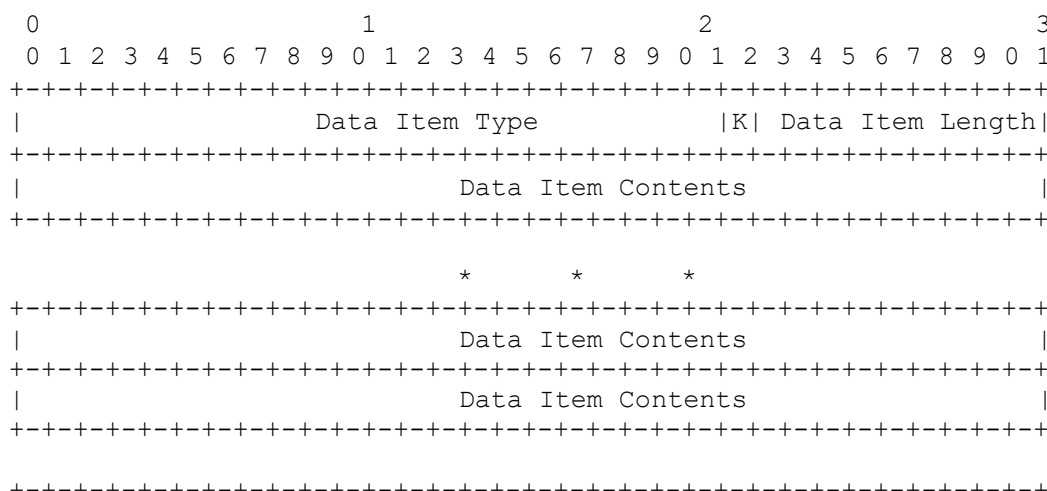 0                   1                   2                   3
0 1 2 3 4 5 6 7 8 9 0 1 2 3 4 5 6 7 8 9 0 1 2 3 4 5 6 7 8 9 0 1
+-+-+-+-+-+-+-+-+-+-+-+-+-+-+-+-+-+-+-+-+-+-+-+-+-+-+-+-+-+-+-+-+
| Data Item Type |K| Data Item Length|
+-+-+-+-+-+-+-+-+-+-+-+-+-+-+-+-+-+-+-+-+-+-+-+-+-+-+-+-+-+-+-+-+
| Data Item Contents |
+-+-+-+-+-+-+-+-+-+-+-+-+-+-+-+-+-+-+-+-+-+-+-+-+-+-+-+-+-+-+-+-+
* * *
+-+-+-+-+-+-+-+-+-+-+-+-+-+-+-+-+-+-+-+-+-+-+-+-+-+-+-+-+-+-+-+-+
| Data Item Contents |
+-+-+-+-+-+-+-+-+-+-+-+-+-+-+-+-+-+-+-+-+-+-+-+-+-+-+-+-+-+-+-+-+
| Data Item Contents |
+-+-+-+-+-+-+-+-+-+-+-+-+-+-+-+-+-+-+-+-+-+-+-+-+-+-+-+-+-+-+-+-+
+-+-+-+-+-+-+-+-+-+-+-+-+-+-+-+-+-+-+-+-+-+-+-+-+-+-+-+-+-+-+-+-+